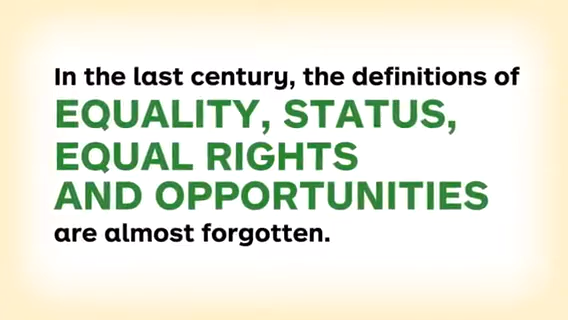 In the last century, the definitions of
EQUALITY, STATUS,
EQUAL RIGHTS
AND OPPORTUNITIES
are almost forgotten.